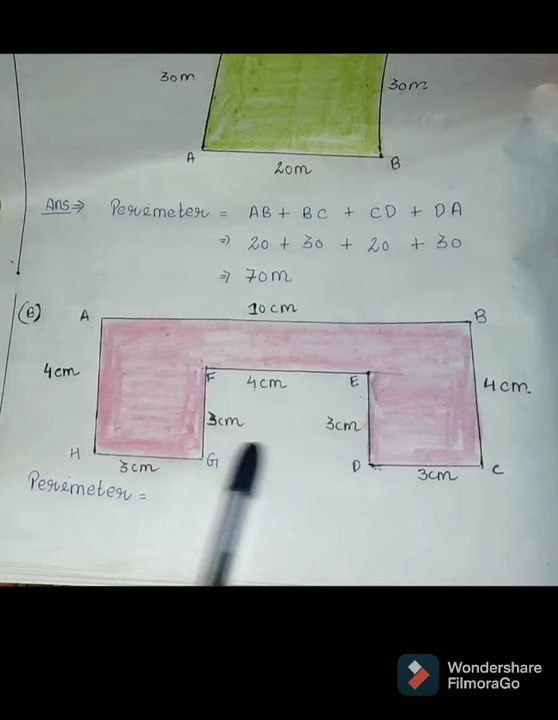 30m
30m
A
B
20m
Ans⇒ Perimeter = AB + BC + CD + DA
⇒ 20 + 30 + 20 + 30
⇒ 70m
(B) A 10cm B
4cm F 4cm E 4cm
3cm 3cm
H G D C
3cm 3cm
Perimeter =
Wondershare
FilmoraGo